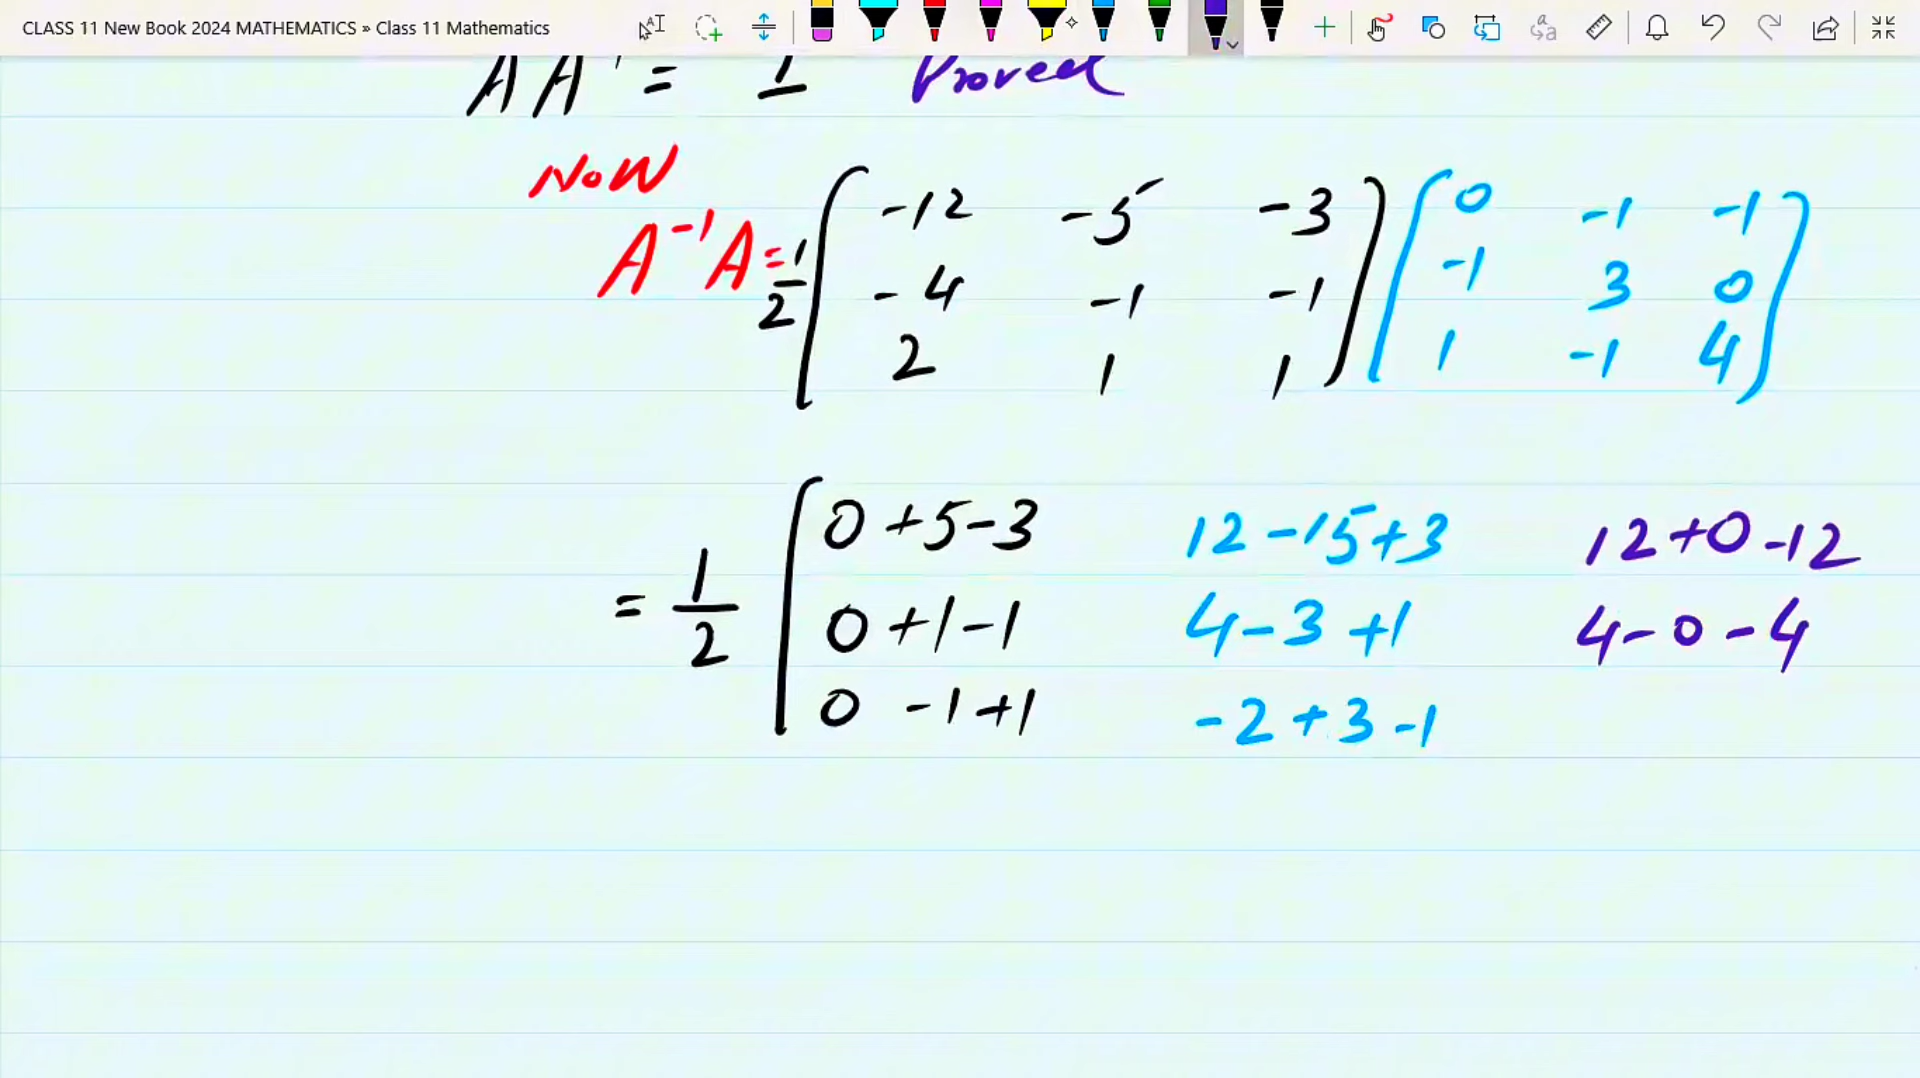 CLASS 11 New Book 2024 MATHEMATICS » Class 11 Mathematics
A A⁻¹ = I Proved
NOW
A⁻¹A = 1/2 [ -12 -5 -3 ] [ 0 -1 -1 ]
-4 -1 -1 -1 3 0
2 1 1 1 -1 4
= 1/2 [ 0+5-3 12-15+3 12+0-12
0+1-1 4-3+1 4-0-4
0-1+1 -2+3-1